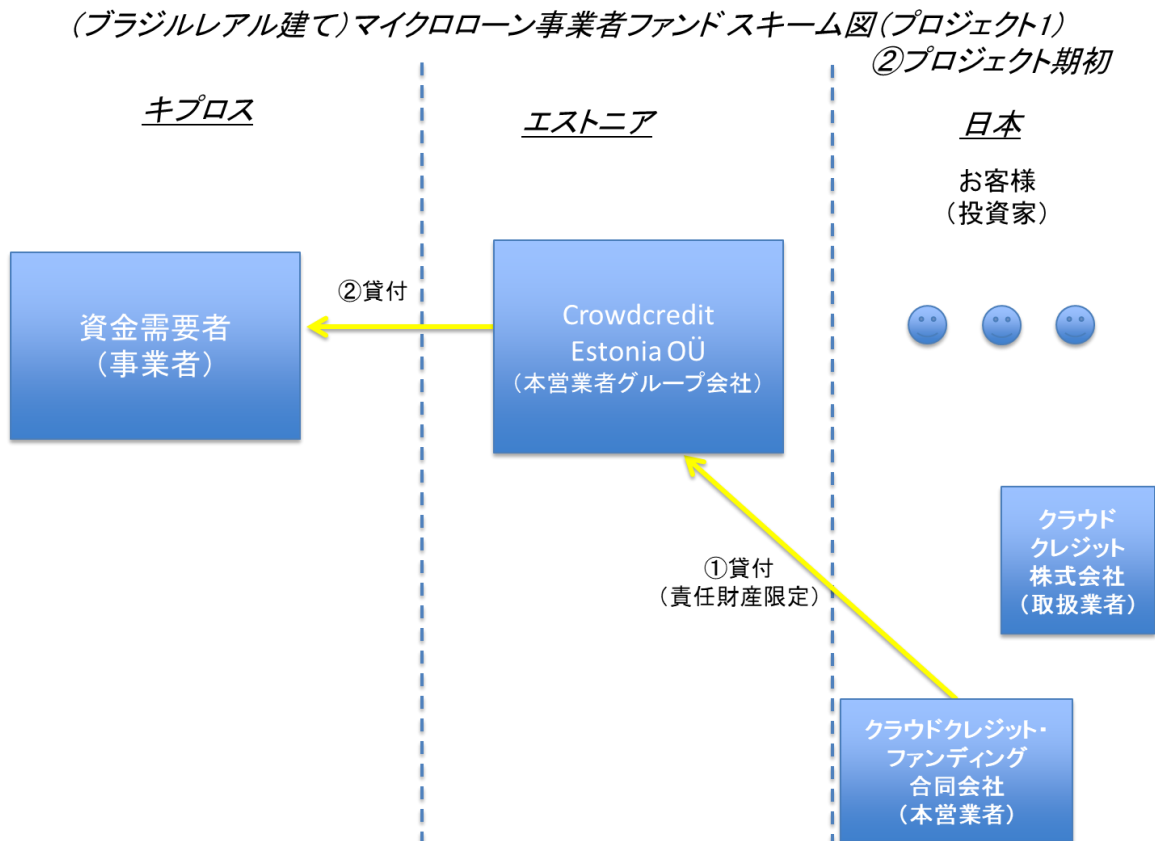 (ブラジルレアル建て)マイクロローン事業者ファンド スキーム図(プロジェクト1)
②プロジェクト期初
キプロス
エストニア
日本
お客様
(投資家)
資金需要者
(事業者)
②貸付
Crowdcredit
Estonia OÜ
(本営業者グループ会社)
①貸付
(責任財産限定)
クラウド
クレジット
株式会社
(取扱業者)
クラウドクレジット・
ファンディング
合同会社
(本営業者)